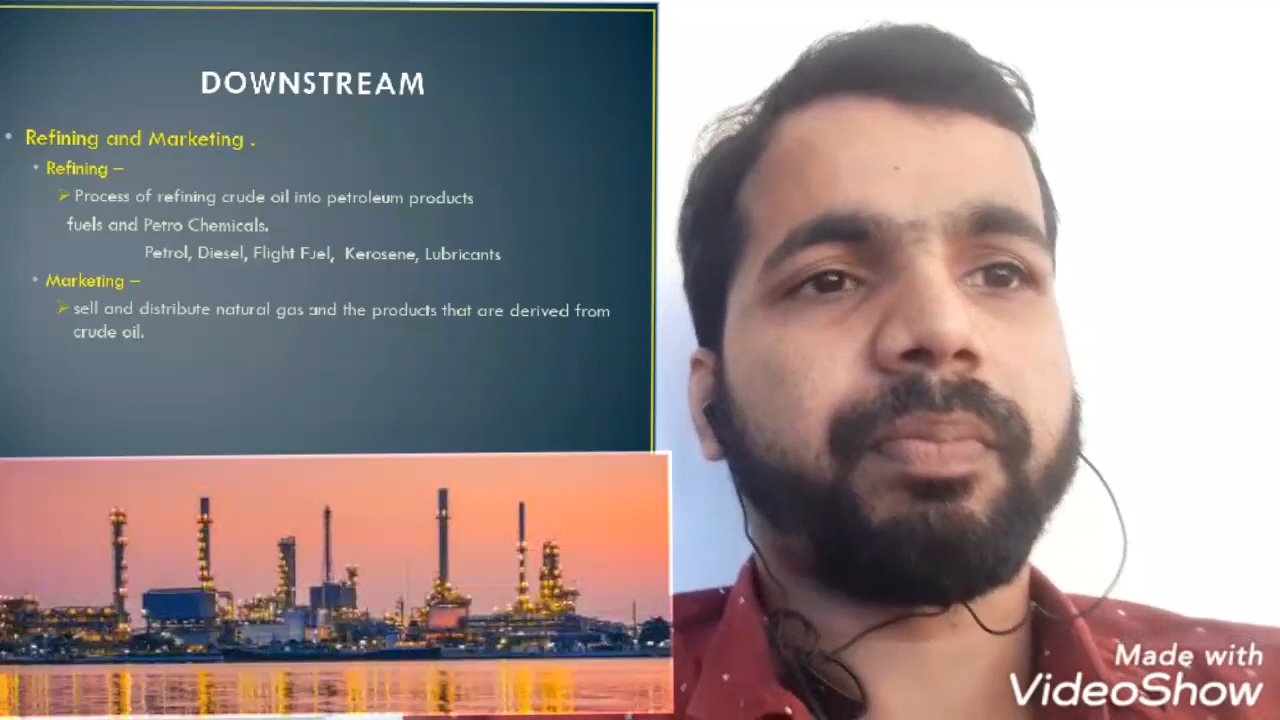 DOWNSTREAM
• Refining and Marketing .
• Refining –
➢ Process of refining crude oil into petroleum products
fuels and Petro Chemicals.
Petrol, Diesel, Flight Fuel, Kerosene, Lubricants
• Marketing –
➢ sell and distribute natural gas and the products that are derived from
crude oil.
Made with
VideoShow